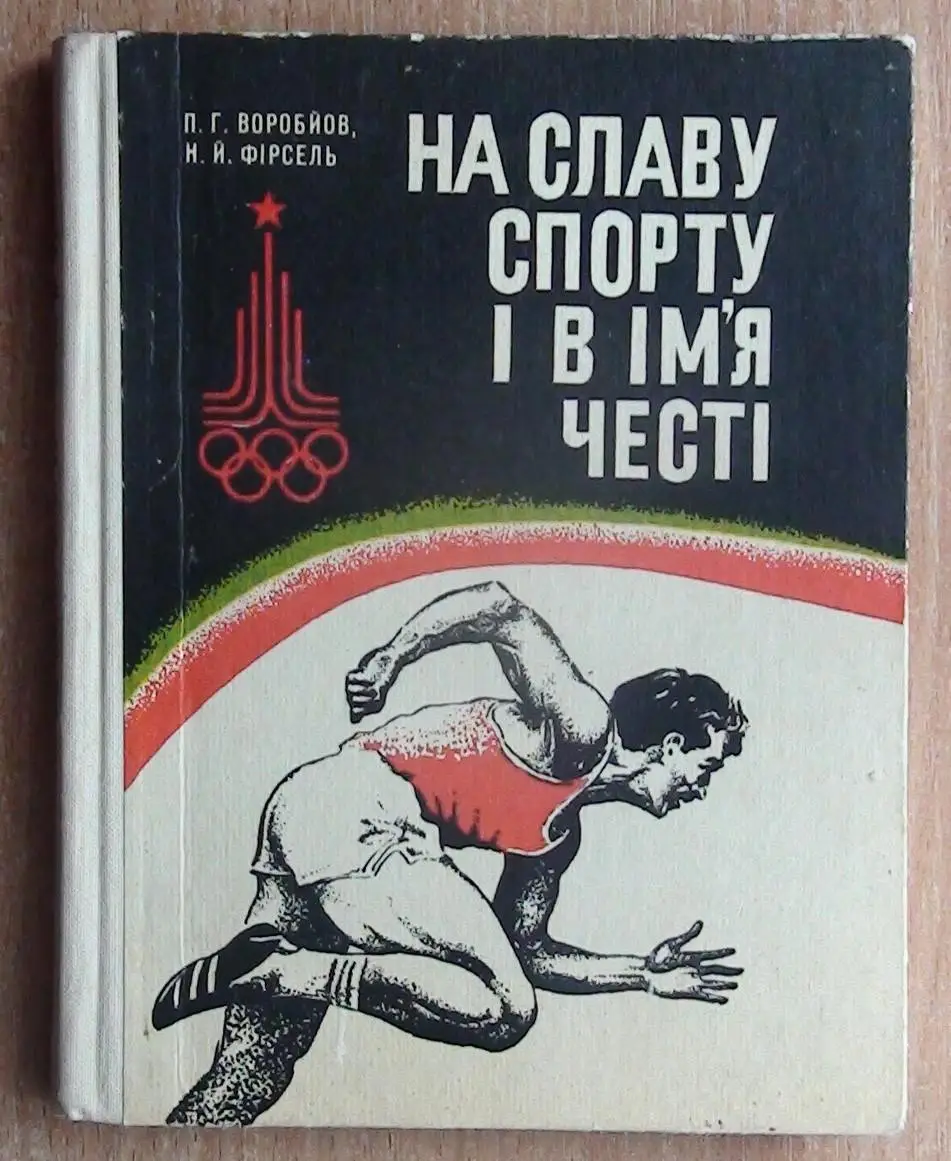 П. Г. ВОРОБЙОВ,
Н. Й. ФІРСЕЛЬ
НА СЛАВУ
СПОРТУ
І В ІМ'Я
ЧЕСТІ